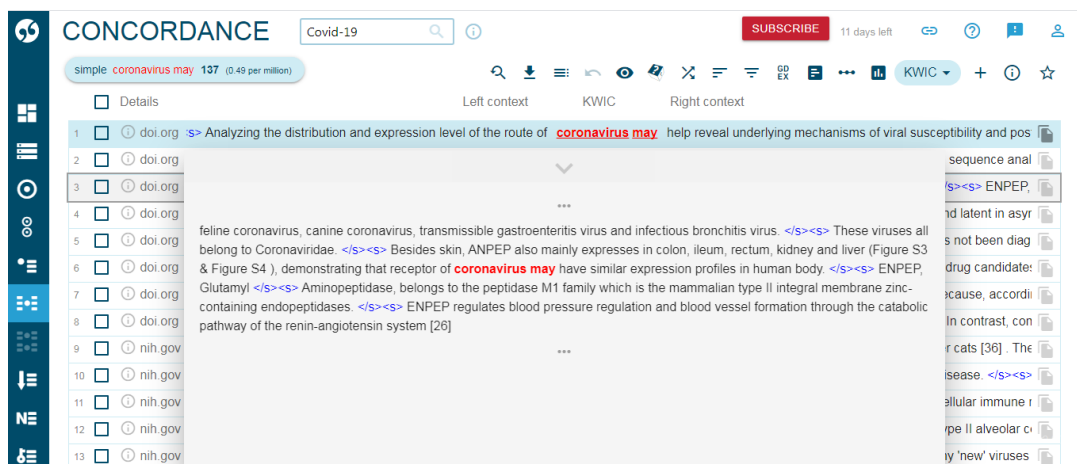 CONCORDANCE
Covid-19
SUBSCRIBE
11 days left
simple coronavirus may 137 (0.49 per million)
GD
EX
KWIC
Details Left context KWIC Right context
1 doi.org <s> Analyzing the distribution and expression level of the route of coronavirus may help reveal underlying mechanisms of viral susceptibility and pos
2 doi.org sequence anal
3 doi.org /s><s> ENPEP,
4 doi.org nd latent in asyr
5 doi.org s not been diag
6 doi.org drug candidate
7 doi.org ecause, accordi
8 doi.org In contrast, con
9 nih.gov r cats [36] . The
10 nih.gov isease. </s><s>
11 nih.gov ellular immune r
12 nih.gov ype II alveolar c
13 nih.gov y 'new' viruses
feline coronavirus, canine coronavirus, transmissible gastroenteritis virus and infectious bronchitis virus. </s><s> These viruses all
belong to Coronaviridae. </s><s> Besides skin, ANPEP also mainly expresses in colon, ileum, rectum, kidney and liver (Figure S3
& Figure S4 ), demonstrating that receptor of coronavirus may have similar expression profiles in human body. </s><s> ENPEP,
Glutamyl </s><s> Aminopeptidase, belongs to the peptidase M1 family which is the mammalian type II integral membrane zinc-
containing endopeptidases. </s><s> ENPEP regulates blood pressure regulation and blood vessel formation through the catabolic
pathway of the renin-angiotensin system [26]